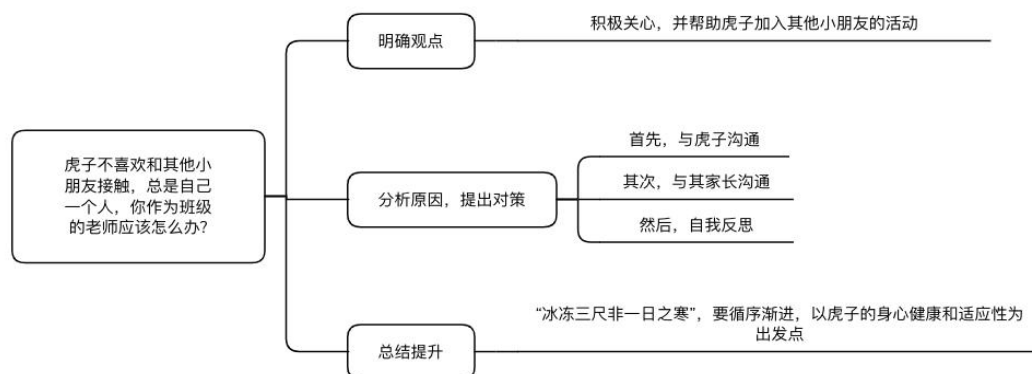 虎子不喜欢和其他小
朋友接触，总是自己
一个人，你作为班级
的老师应该怎么办?
明确观点
积极关心，并帮助虎子加入其他小朋友的活动
分析原因，提出对策
首先，与虎子沟通
其次，与其家长沟通
然后，自我反思
总结提升
“冰冻三尺非一日之寒”，要循序渐进，以虎子的身心健康和适应性为
出发点